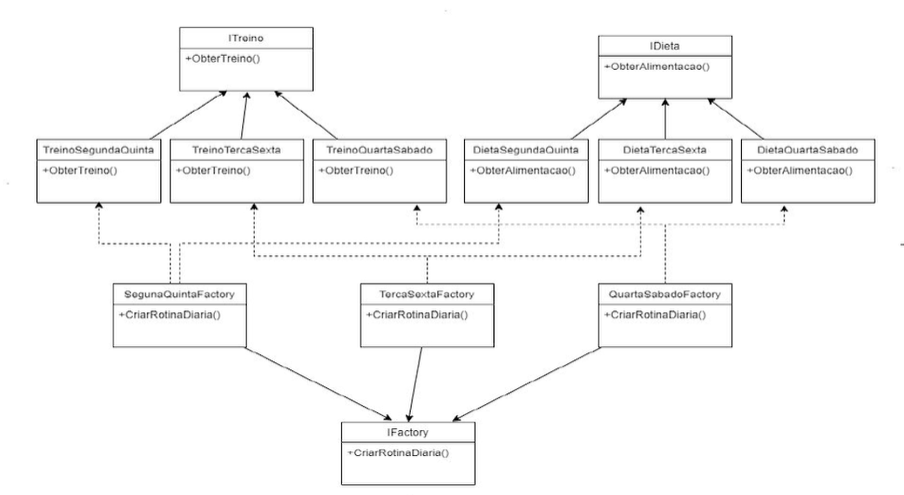 ITreino
+ObterTreino()
IDieta
+ObterAlimentacao()
TreinoSegundaQuinta
+ObterTreino()
TreinoTercaSexta
+ObterTreino()
TreinoQuartaSabado
+ObterTreino()
DietaSegundaQuinta
+ObterAlimentacao()
DietaTercaSexta
+ObterAlimentacao()
DietaQuartaSabado
+ObterAlimentacao()
SegunaQuintaFactory
+CriarRotinaDiaria()
TercaSextaFactory
+CriarRotinaDiaria()
QuartaSabadoFactory
+CriarRotinaDiaria()
IFactory
+CriarRotinaDiaria()